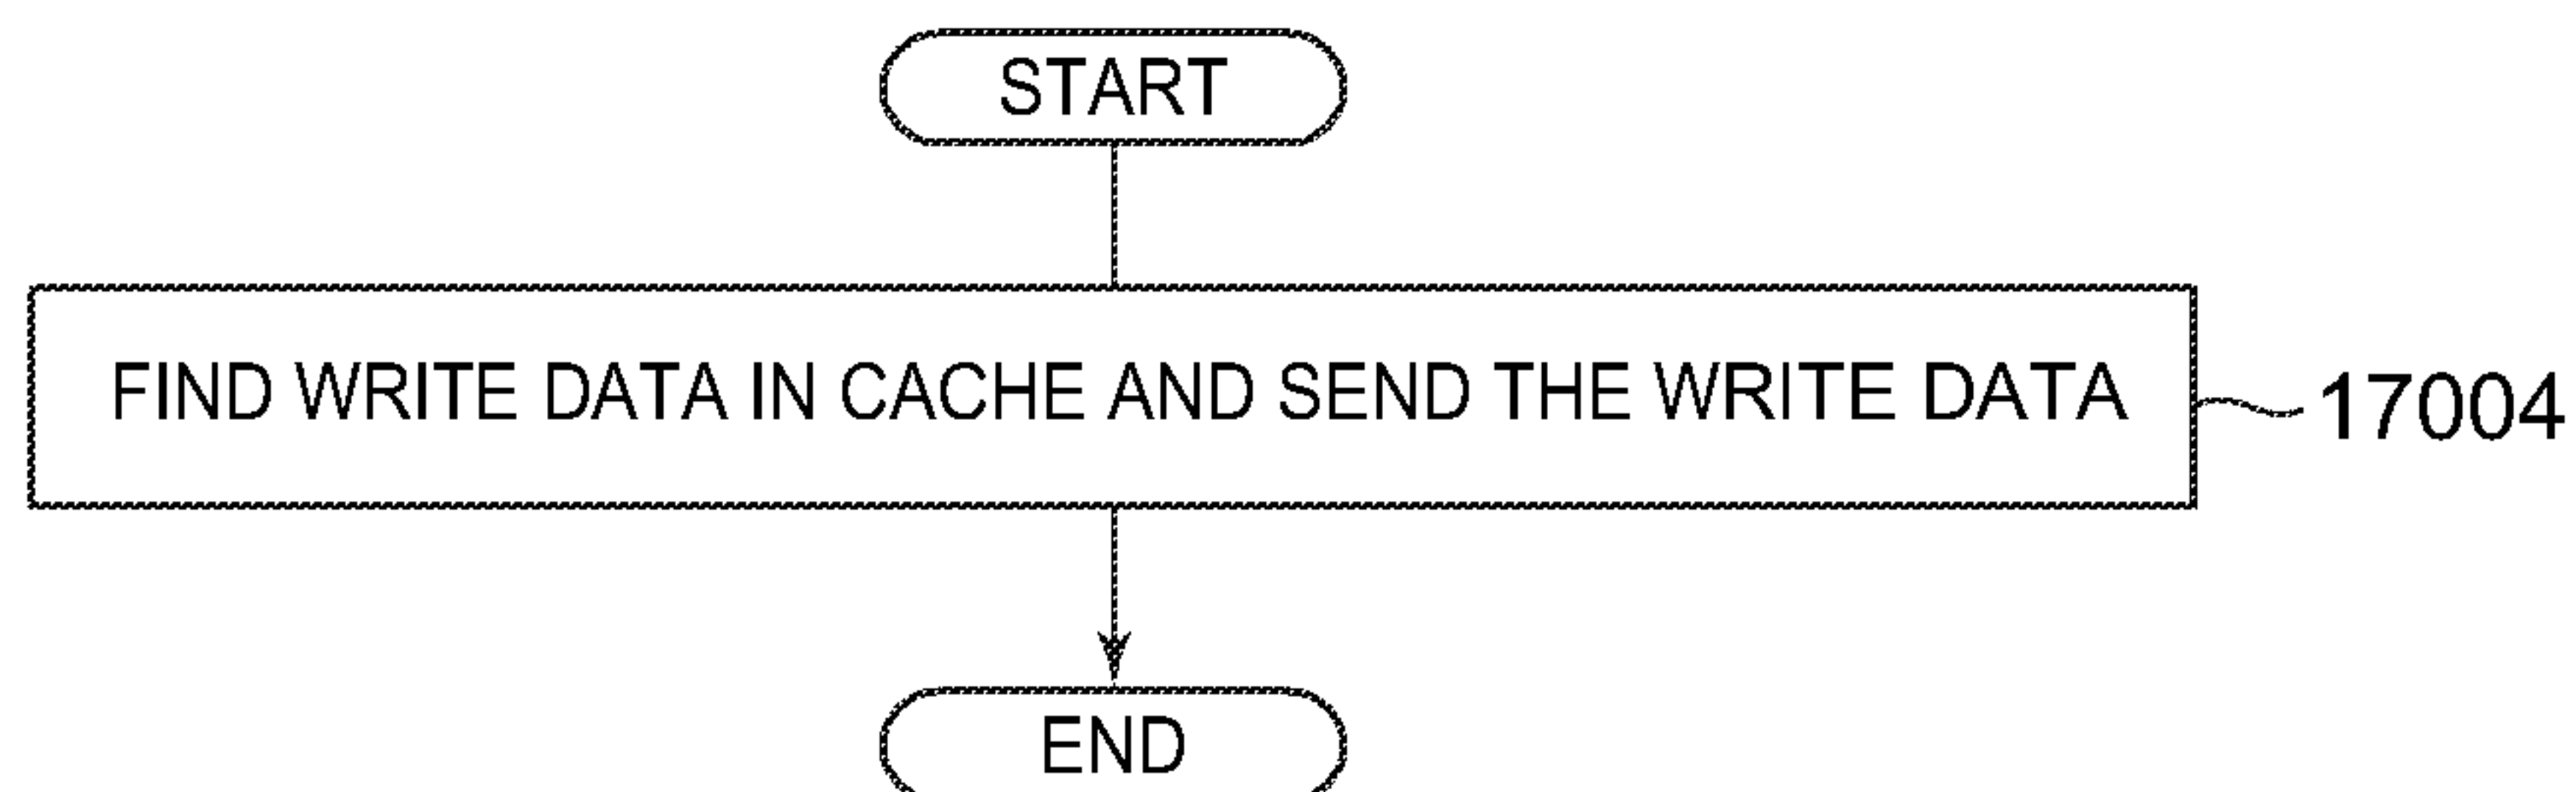 START
FIND WRITE DATA IN CACHE AND SEND THE WRITE DATA
17004
END